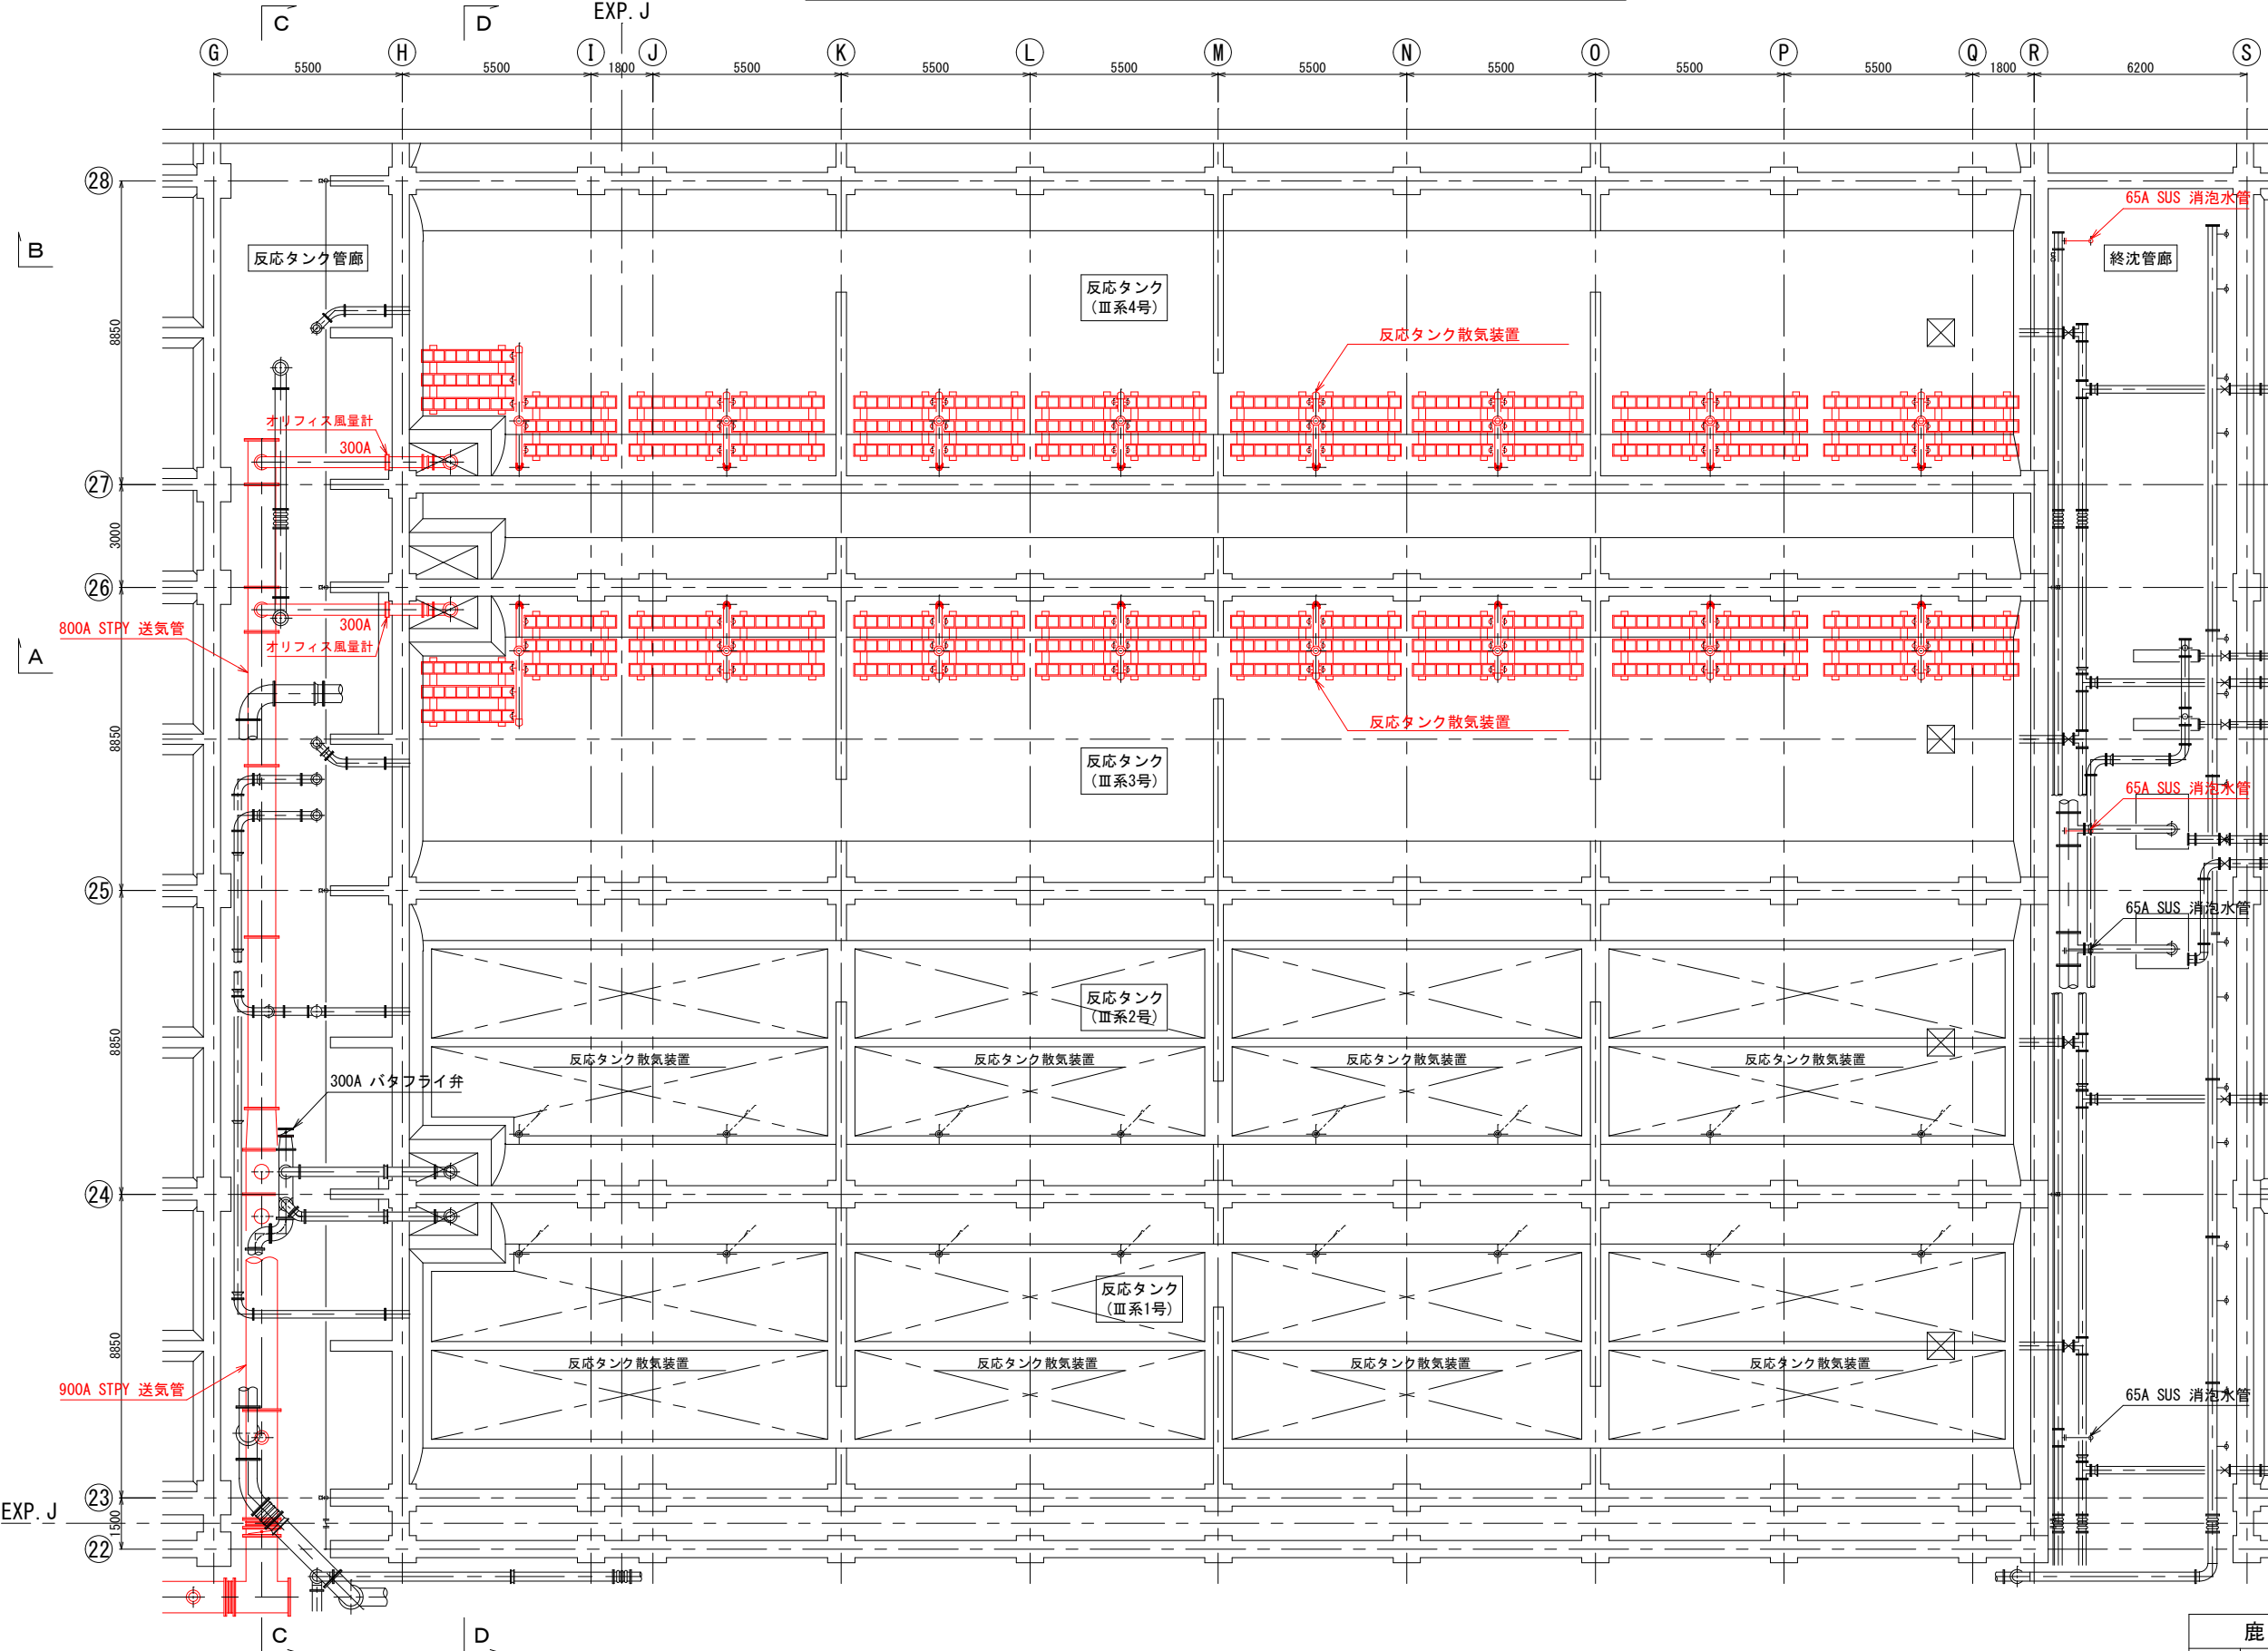 C
D
EXP. J
G H I J K L M N O P Q R S
5500 5500 1800 5500 5500 5500 5500 5500 5500 5500 1800 6200
28
65A SUS 消泡水管
B
反応タンク管廊
終沈管廊
反応タンク
(Ⅲ系4号)
8850
反応タンク散気装置
オリフィス風量計
300A
27
3000
26
300A
800A STPY 送気管
オリフィス風量計
A
反応タンク散気装置
8850
反応タンク
(Ⅲ系3号)
65A SUS 消泡水管
25
65A SUS 消泡水管
反応タンク
(Ⅲ系2号)
8850
反応タンク散気装置 反応タンク散気装置 反応タンク散気装置 反応タンク散気装置
300A バタフライ弁
24
反応タンク
(Ⅲ系1号)
8850
反応タンク散気装置 反応タンク散気装置 反応タンク散気装置 反応タンク散気装置
900A STPY 送気管
65A SUS 消泡水管
23
EXP. J
1500
22
C
D
鹿